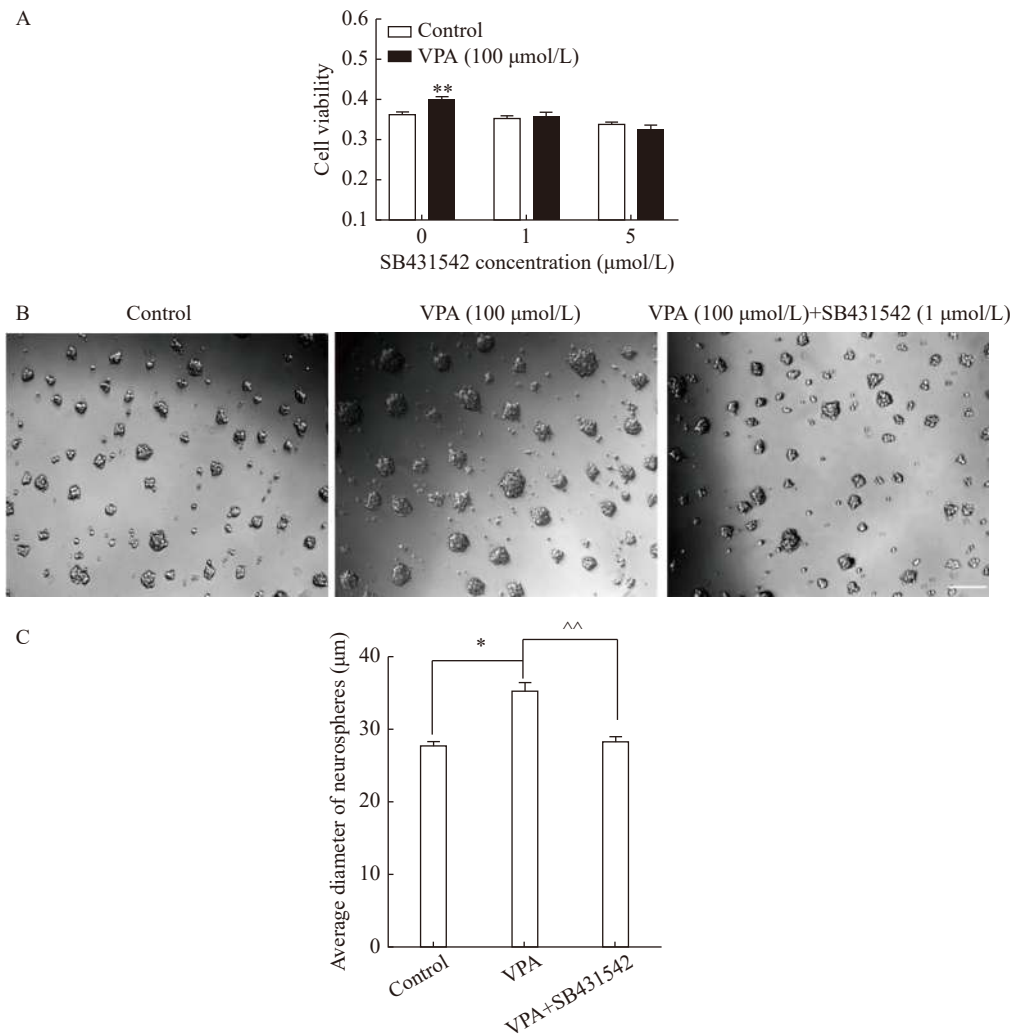 A
0.6
0.5
0.4
0.3
0.2
0.1
Cell viability
Control
VPA (100 μmol/L)
**
0 1 5
SB431542 concentration (μmol/L)
B
Control
VPA (100 μmol/L)
VPA (100 μmol/L)+SB431542 (1 μmol/L)
C
Average diameter of neurospheres (μm)
40
30
20
10
0
*
^^
Control
VPA
VPA+SB431542